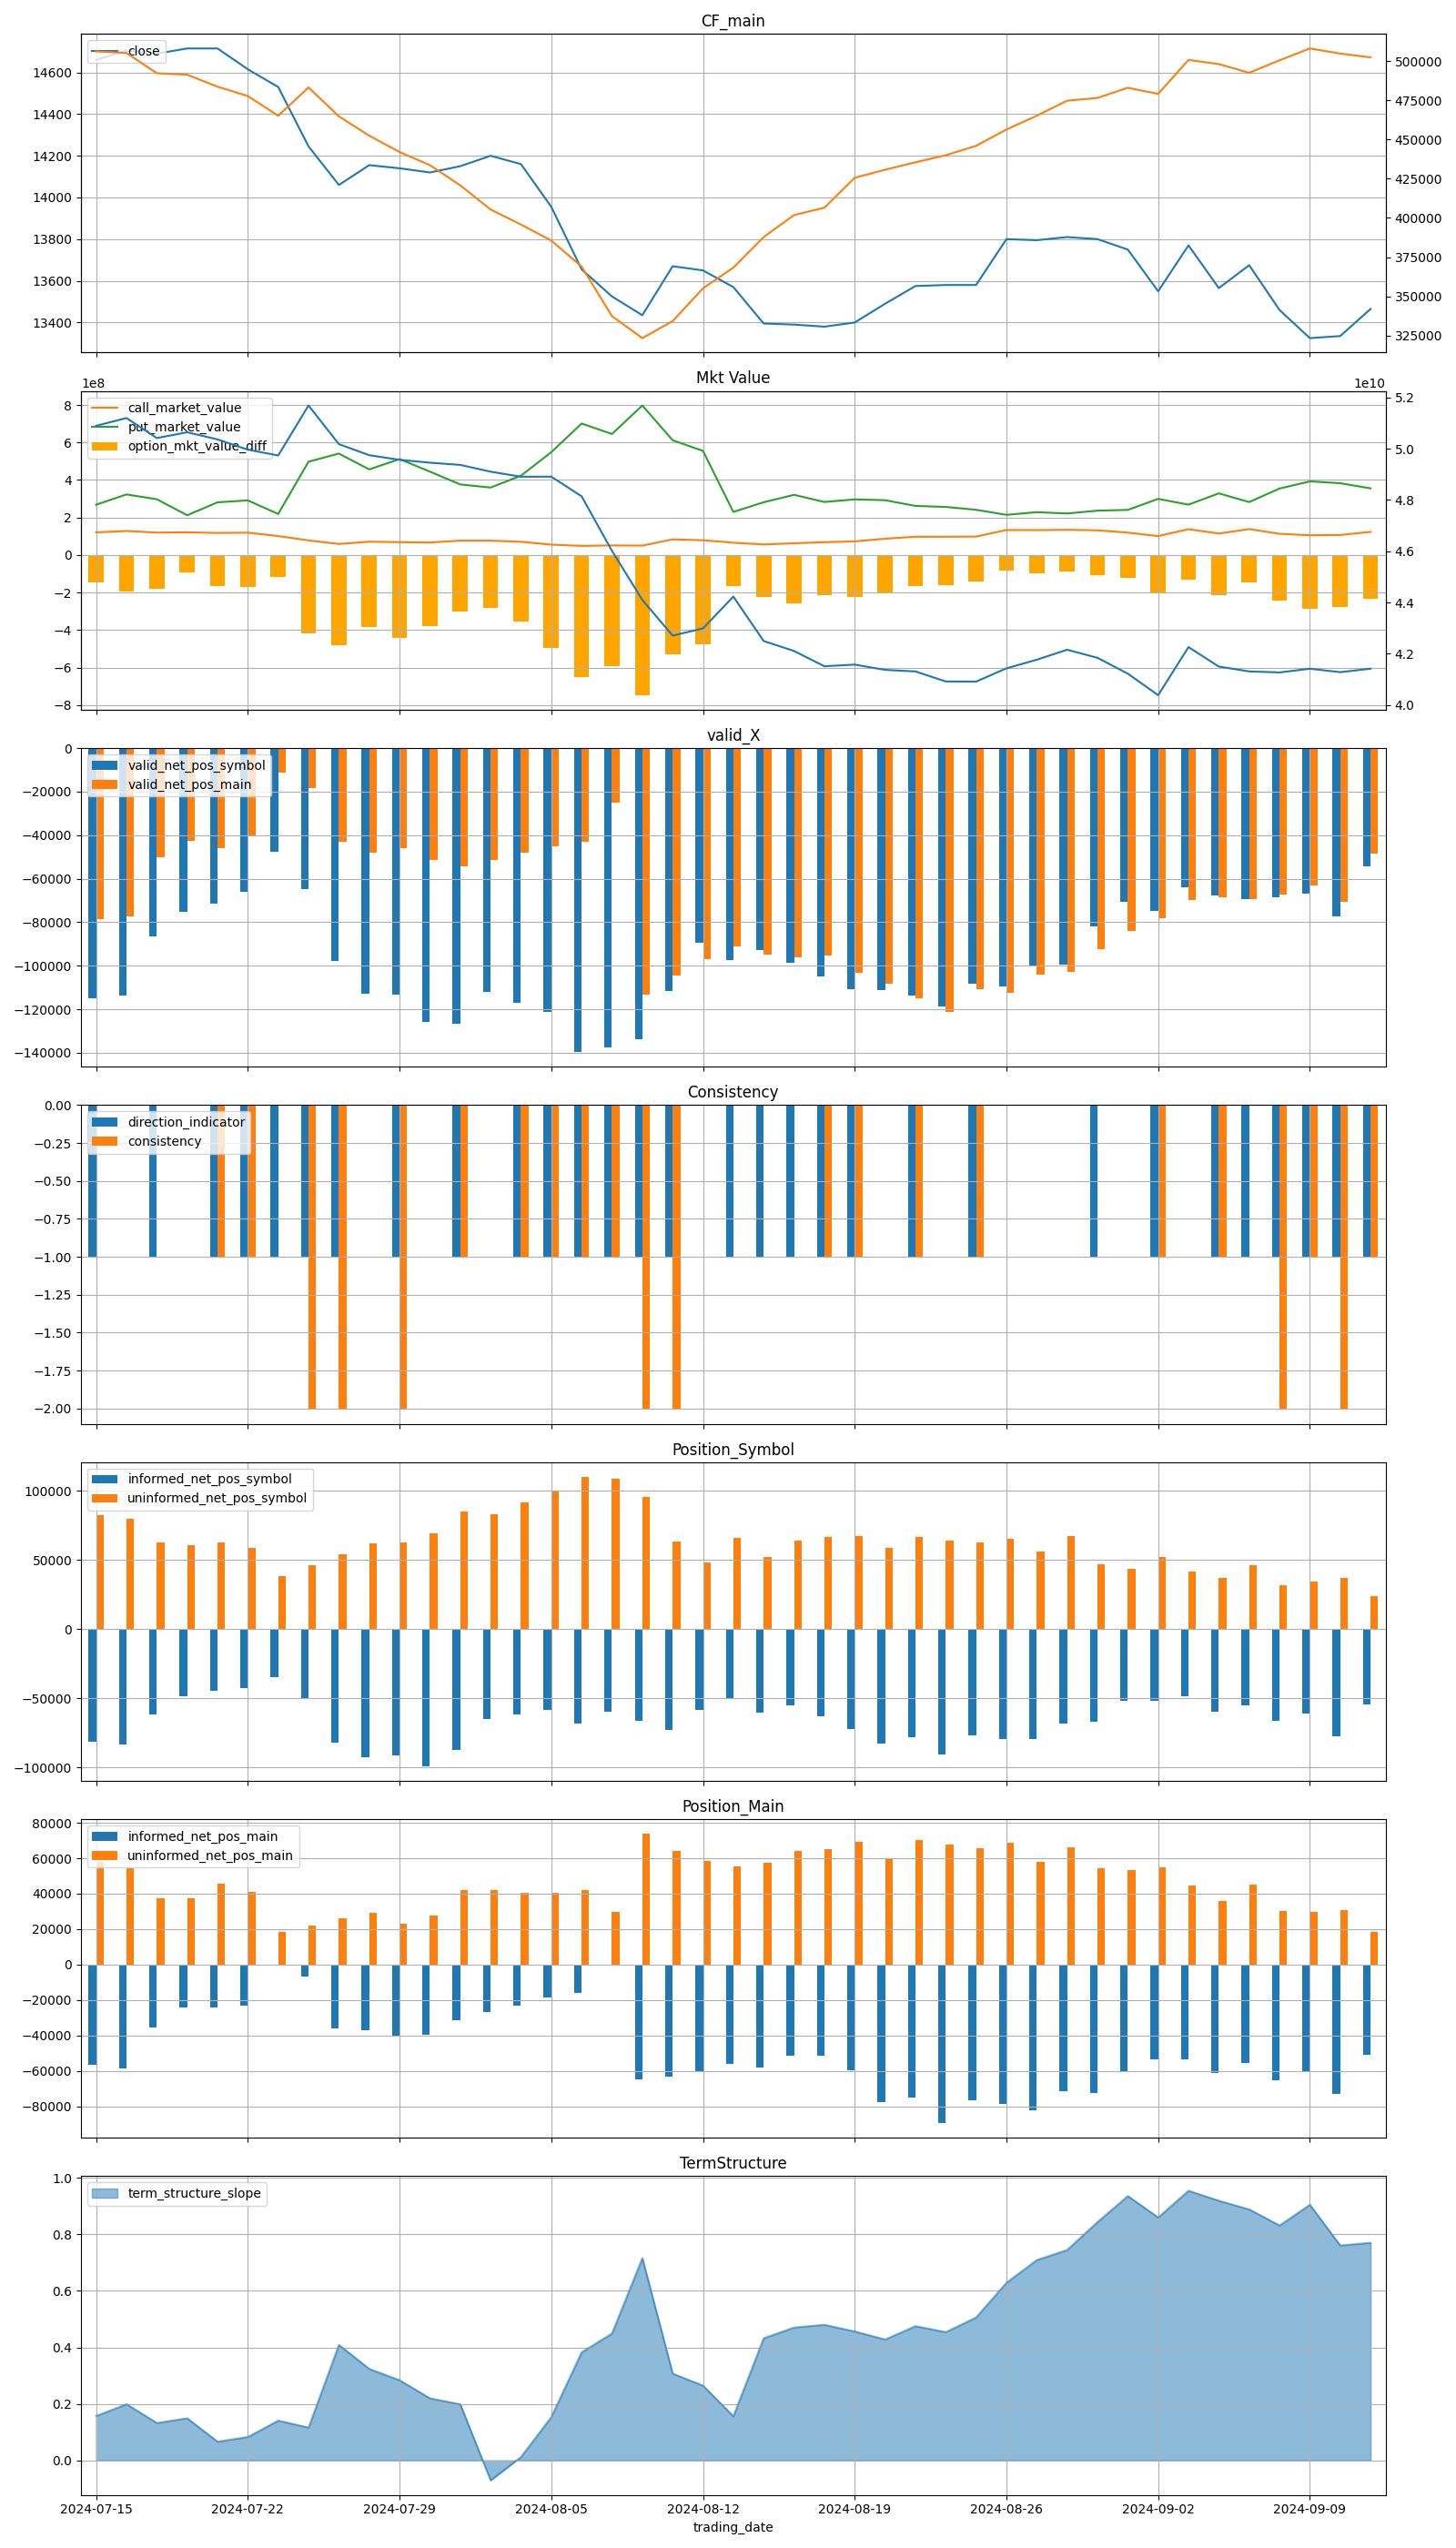 CF_main
close
14600
14400
14200
14000
13800
13600
13400
500000
475000
450000
425000
400000
375000
350000
325000
Mkt Value
1e8
1e10
call_market_value
put_market_value
option_mkt_value_diff
8
6
4
2
0
−2
−4
−6
−8
5.2
5.0
4.8
4.6
4.4
4.2
4.0
valid_X
valid_net_pos_symbol
valid_net_pos_main
0
−20000
−40000
−60000
−80000
−100000
−120000
−140000
Consistency
direction_indicator
consistency
0.00
−0.25
−0.50
−0.75
−1.00
−1.25
−1.50
−1.75
−2.00
Position_Symbol
informed_net_pos_symbol
uninformed_net_pos_symbol
100000
50000
0
−50000
−100000
Position_Main
informed_net_pos_main
uninformed_net_pos_main
80000
60000
40000
20000
0
−20000
−40000
−60000
−80000
TermStructure
term_structure_slope
1.0
0.8
0.6
0.4
0.2
0.0
2024-07-15 2024-07-22 2024-07-29 2024-08-05 2024-08-12 2024-08-19 2024-08-26 2024-09-02 2024-09-09
trading_date